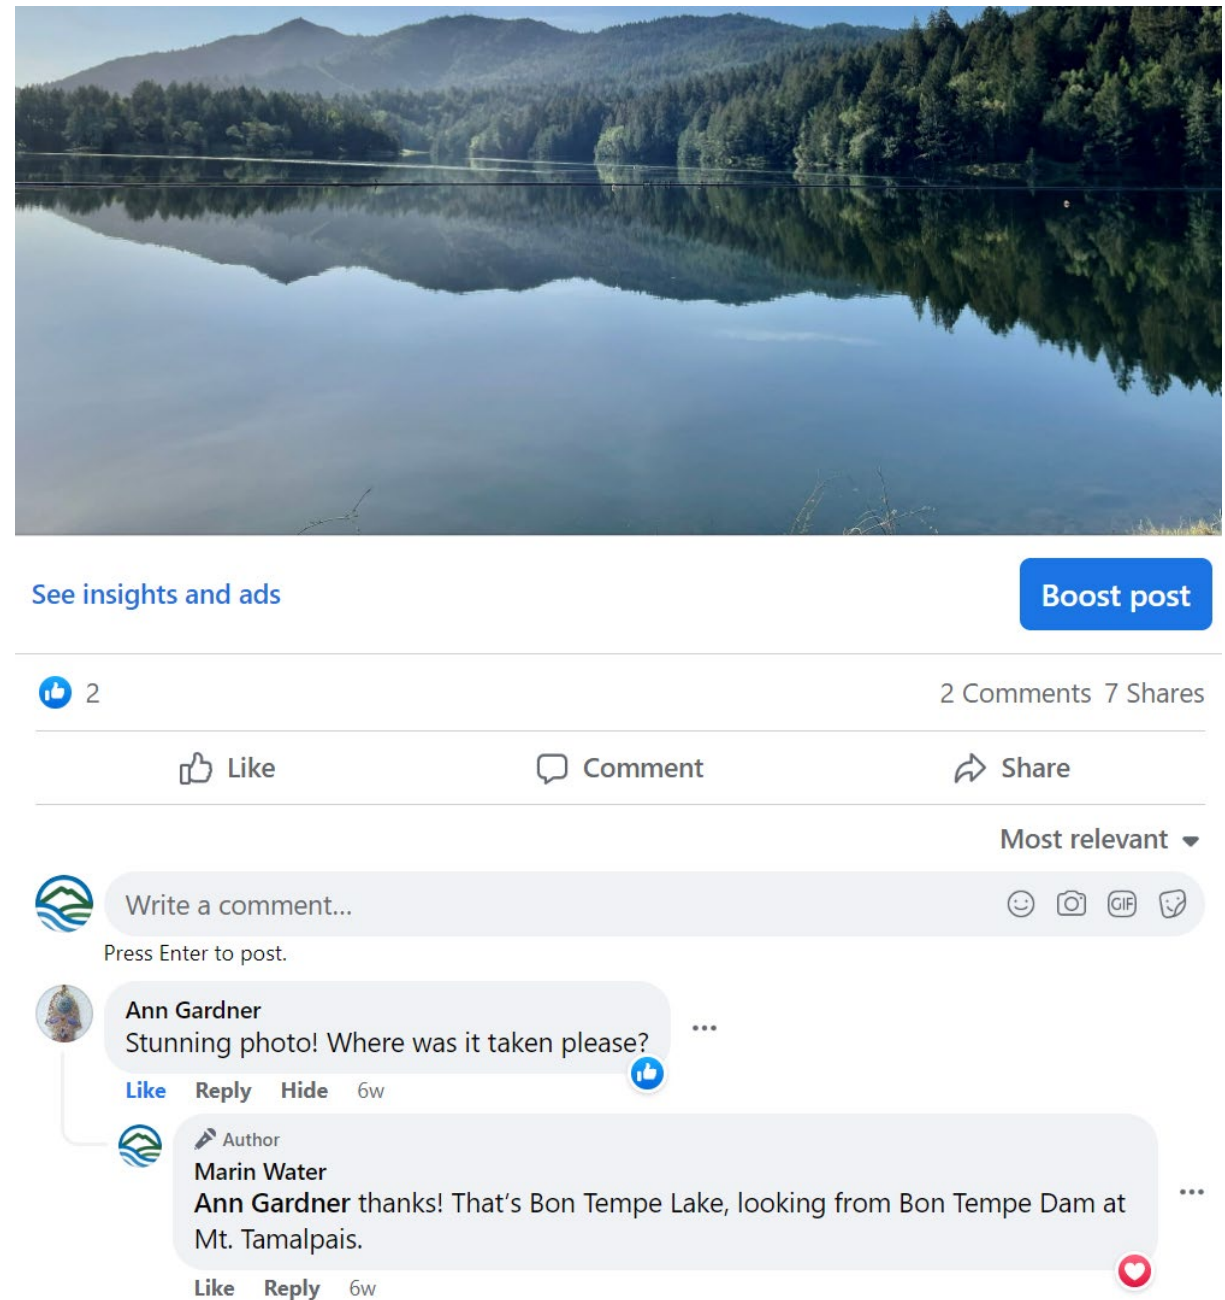 See insights and ads
Boost post
2
2 Comments 7 Shares
Like
Comment
Share
Most relevant
Write a comment...
GIF
Press Enter to post.
Ann Gardner
Stunning photo! Where was it taken please?
Like Reply Hide 6w
Author
Marin Water
Ann Gardner thanks! That's Bon Tempe Lake, looking from Bon Tempe Dam at
Mt. Tamalpais.
Like Reply 6w